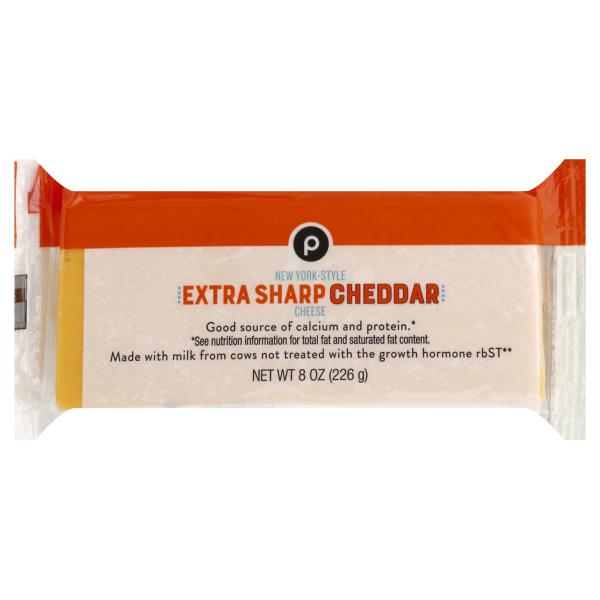 p
NEW YORK-STYLE
EXTRA SHARP CHEDDAR
CHEESE
Good source of calcium and protein.*
*See nutrition information for total fat and saturated fat content.
Made with milk from cows not treated with the growth hormone rbST**
NET WT 8 OZ (226 g)